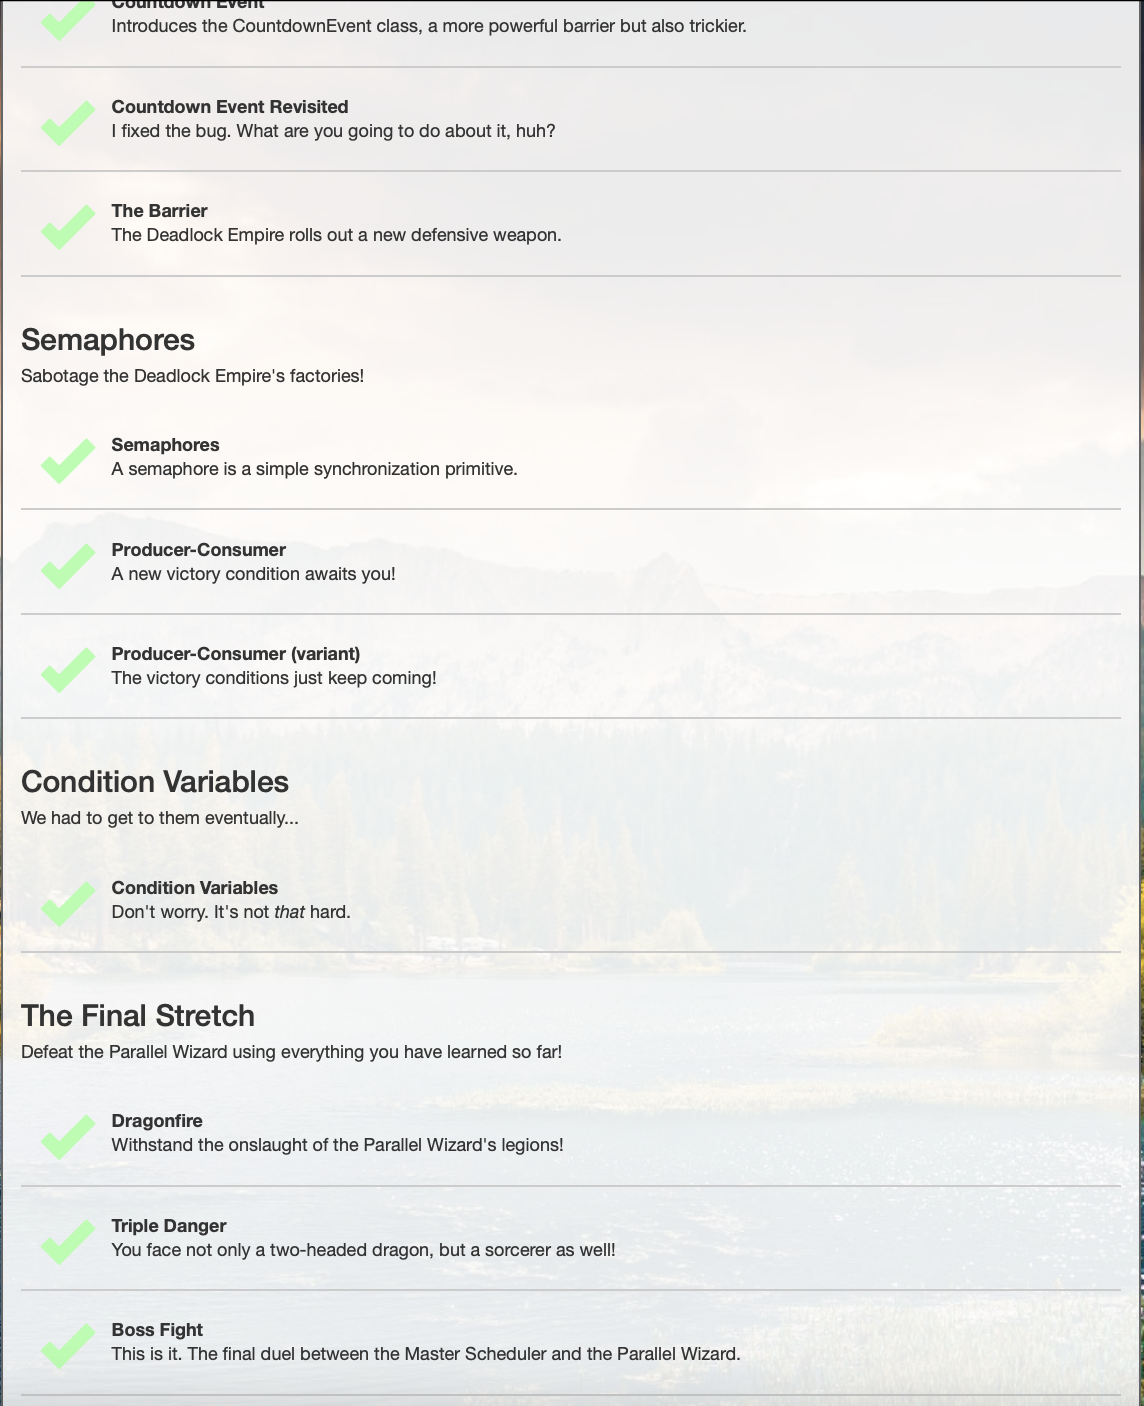 Countdown Event
Introduces the CountdownEvent class, a more powerful barrier but also trickier.
Countdown Event Revisited
I fixed the bug. What are you going to do about it, huh?
The Barrier
The Deadlock Empire rolls out a new defensive weapon.
Semaphores
Sabotage the Deadlock Empire's factories!
Semaphores
A semaphore is a simple synchronization primitive.
Producer-Consumer
A new victory condition awaits you!
Producer-Consumer (variant)
The victory conditions just keep coming!
Condition Variables
We had to get to them eventually...
Condition Variables
Don't worry. It's not that hard.
The Final Stretch
Defeat the Parallel Wizard using everything you have learned so far!
Dragonfire
Withstand the onslaught of the Parallel Wizard's legions!
Triple Danger
You face not only a two-headed dragon, but a sorcerer as well!
Boss Fight
This is it. The final duel between the Master Scheduler and the Parallel Wizard.